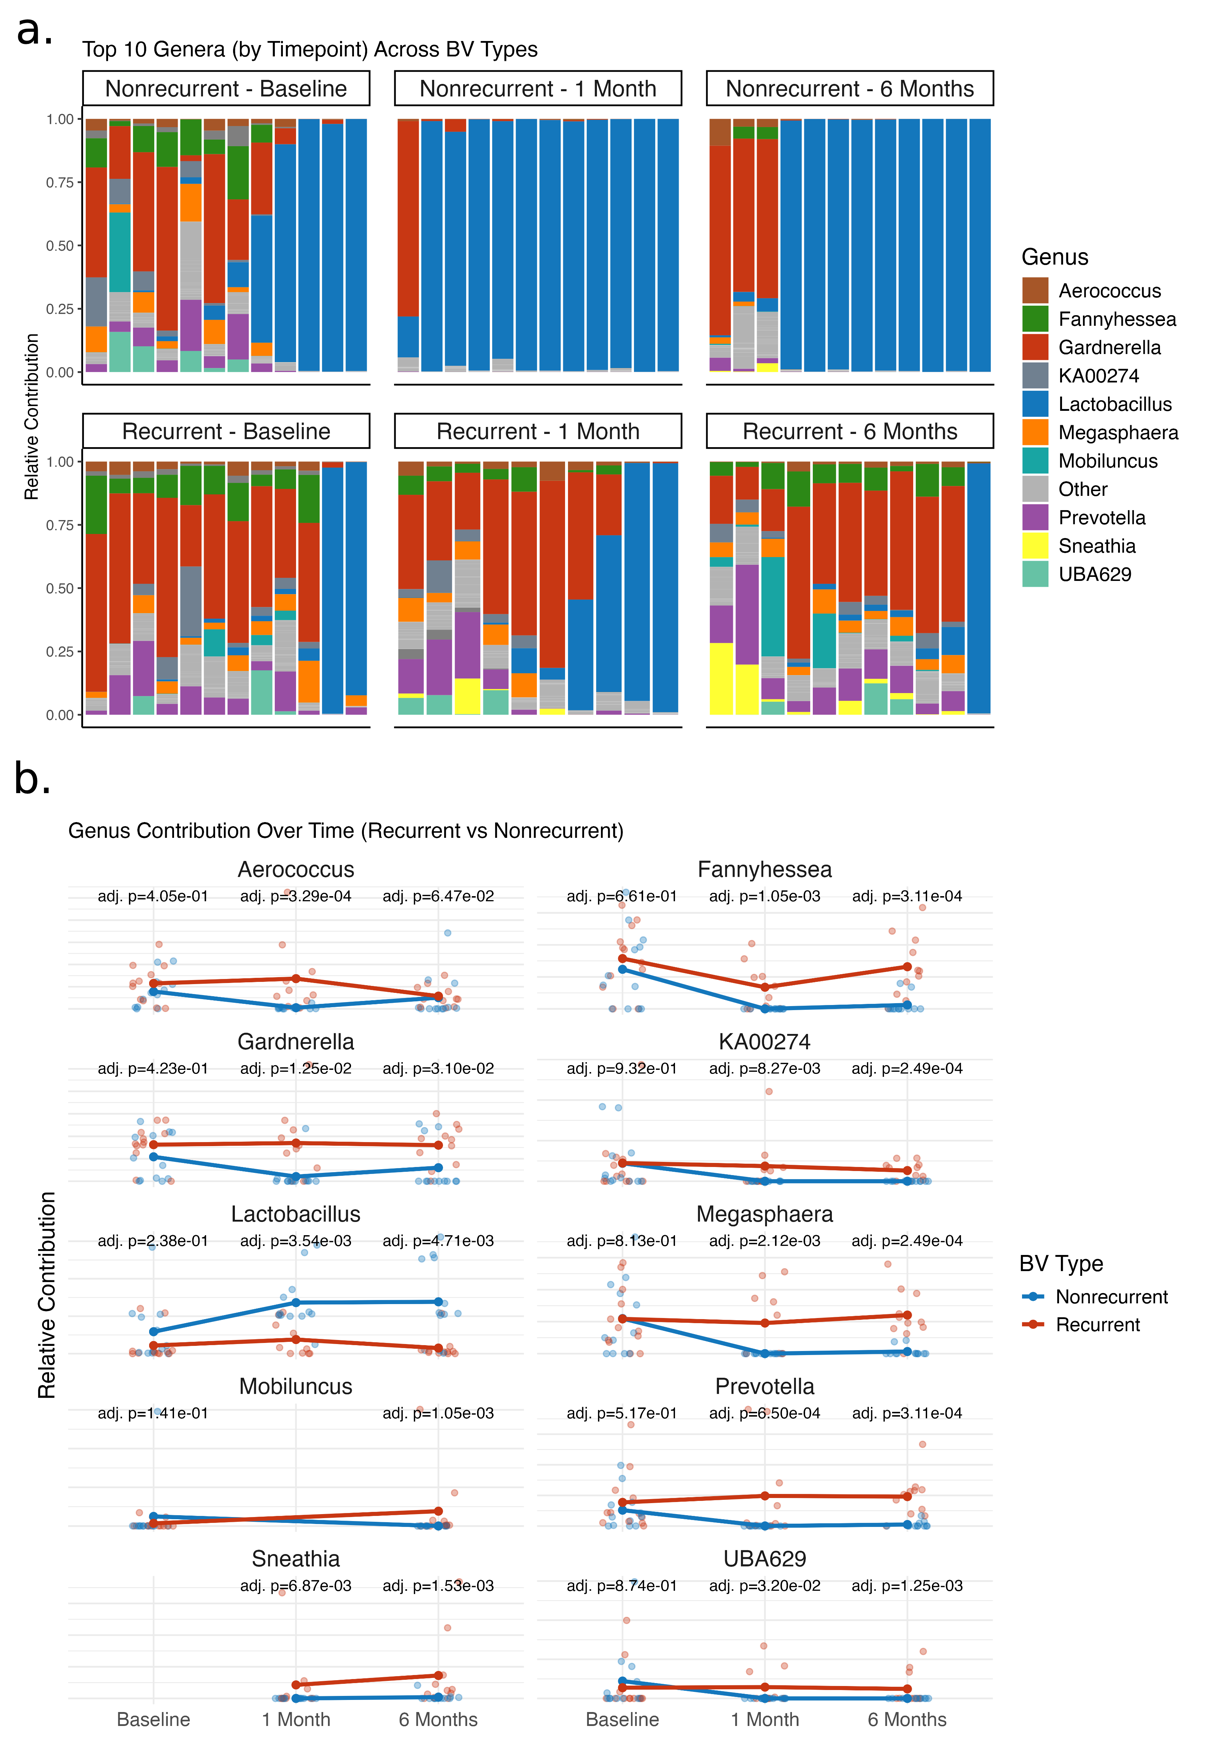 a.
Top 10 Genera (by Timepoint) Across BV Types
Nonrecurrent - Baseline
Nonrecurrent - 1 Month
Nonrecurrent - 6 Months
1.00
0.75
0.50
0.25
0.00
Recurrent - Baseline
Recurrent - 1 Month
Recurrent - 6 Months
1.00
0.75
0.50
0.25
0.00
Relative Contribution
Genus
Aerococcus
Fannyhessea
Gardnerella
KA00274
Lactobacillus
Megasphaera
Mobiluncus
Other
Prevotella
Sneathia
UBA629
b.
Genus Contribution Over Time (Recurrent vs Nonrecurrent)
Aerococcus
adj. p=4.05e-01 adj. p=3.29e-04 adj. p=6.47e-02
Fannyhessea
adj. p=6.61e-01 adj. p=1.05e-03 adj. p=3.11e-04
Gardnerella
adj. p=4.23e-01 adj. p=1.25e-02 adj. p=3.10e-02
KA00274
adj. p=9.32e-01 adj. p=8.27e-03 adj. p=2.49e-04
Lactobacillus
adj. p=2.38e-01 adj. p=3.54e-03 adj. p=4.71e-03
Megasphaera
adj. p=8.13e-01 adj. p=2.12e-03 adj. p=2.49e-04
Mobiluncus
adj. p=1.41e-01 adj. p=1.05e-03
Prevotella
adj. p=5.17e-01 adj. p=6.50e-04 adj. p=3.11e-04
Sneathia
adj. p=6.87e-03 adj. p=1.53e-03
UBA629
adj. p=8.74e-01 adj. p=3.20e-02 adj. p=1.25e-03
Baseline 1 Month 6 Months
Baseline 1 Month 6 Months
Relative Contribution
BV Type
Nonrecurrent
Recurrent